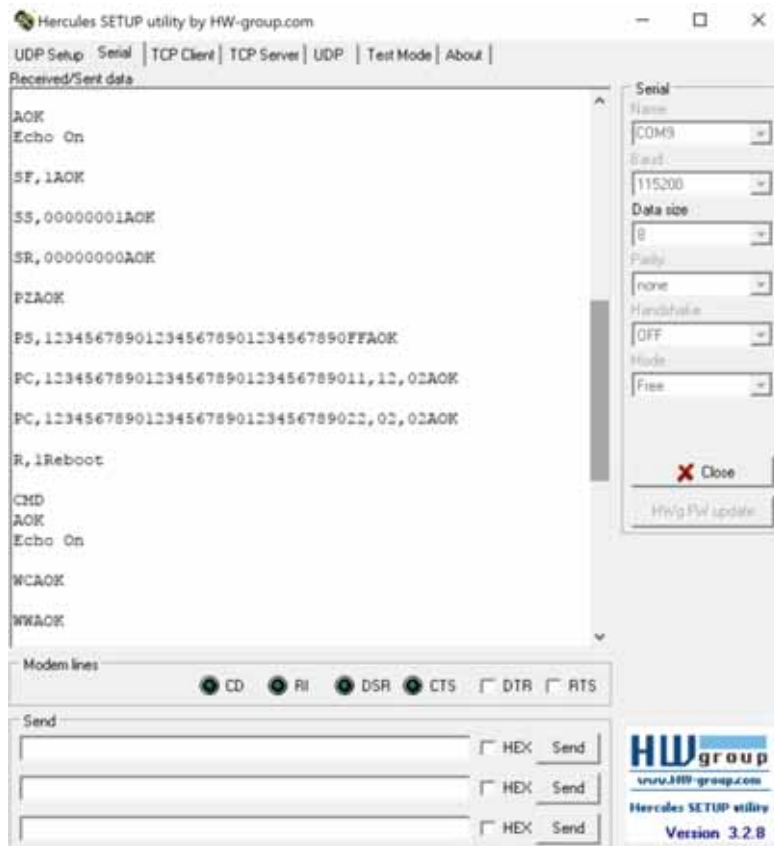 Hercules SETUP utility by HW-group.com
UDP Setup Serial TCP Client TCP Server UDP Test Mode About
Received/Sent data
AOK
Echo On
SF,1AOK
SS,00000001AOK
SR,00000000AOK
PZAOK
PS,123456789012345678901234567890FFAOK
PC,12345678901234567890123456789011,12,02AOK
PC,12345678901234567890123456789022,02,02AOK
R,1Reboot
CMD
AOK
Echo On
WCAOK
WWAOK
Serial
Name
COM9
Baud
115200
Data size
8
Parity
none
Handshake
OFF
Mode
Free
Close
HWg FW update
Modem lines
CD RI DSR CTS DTR RTS
Send
HEX Send
HEX Send
HEX Send
HWgroup
www.HW-group.com
Hercules SETUP utility
Version 3.2.8